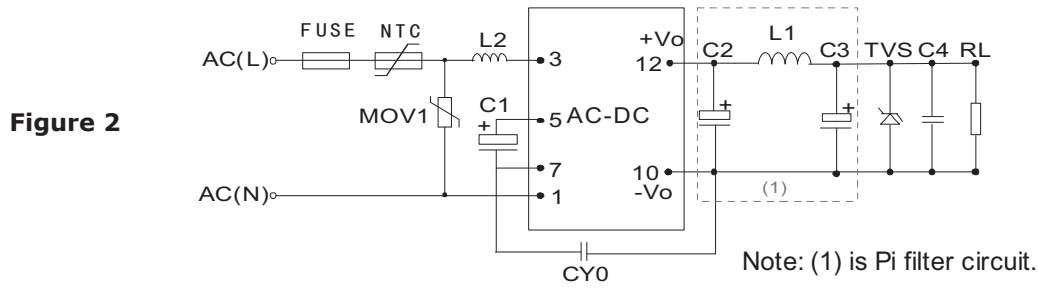 Figure 2
AC(L)
FUSE
NTC
L2
MOV1
C1
+
AC(N)
3
5
7
1
AC-DC
+Vo
12
10
-Vo
C2
+
L1
C3
+
(1)
TVS
C4
RL
CY0
Note: (1) is Pi filter circuit.